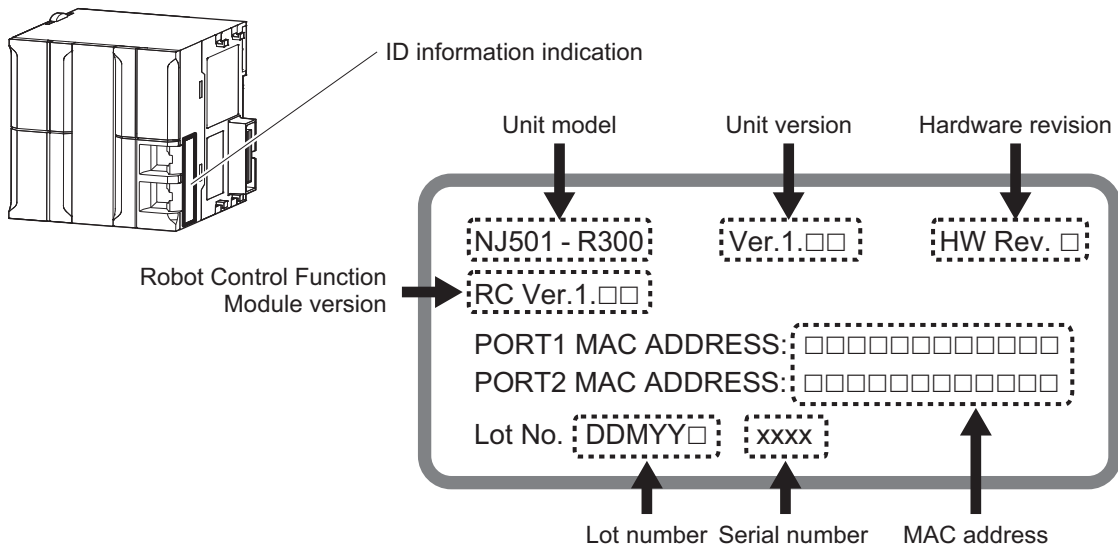 ID information indication
Unit model Unit version Hardware revision
NJ501 - R300 Ver.1.□□ HW Rev. □
Robot Control Function
Module version
RC Ver.1.□□
PORT1 MAC ADDRESS: □□□□□□□□□□□□
PORT2 MAC ADDRESS: □□□□□□□□□□□□
Lot No. DDMYY□ xxxx
Lot number Serial number MAC address